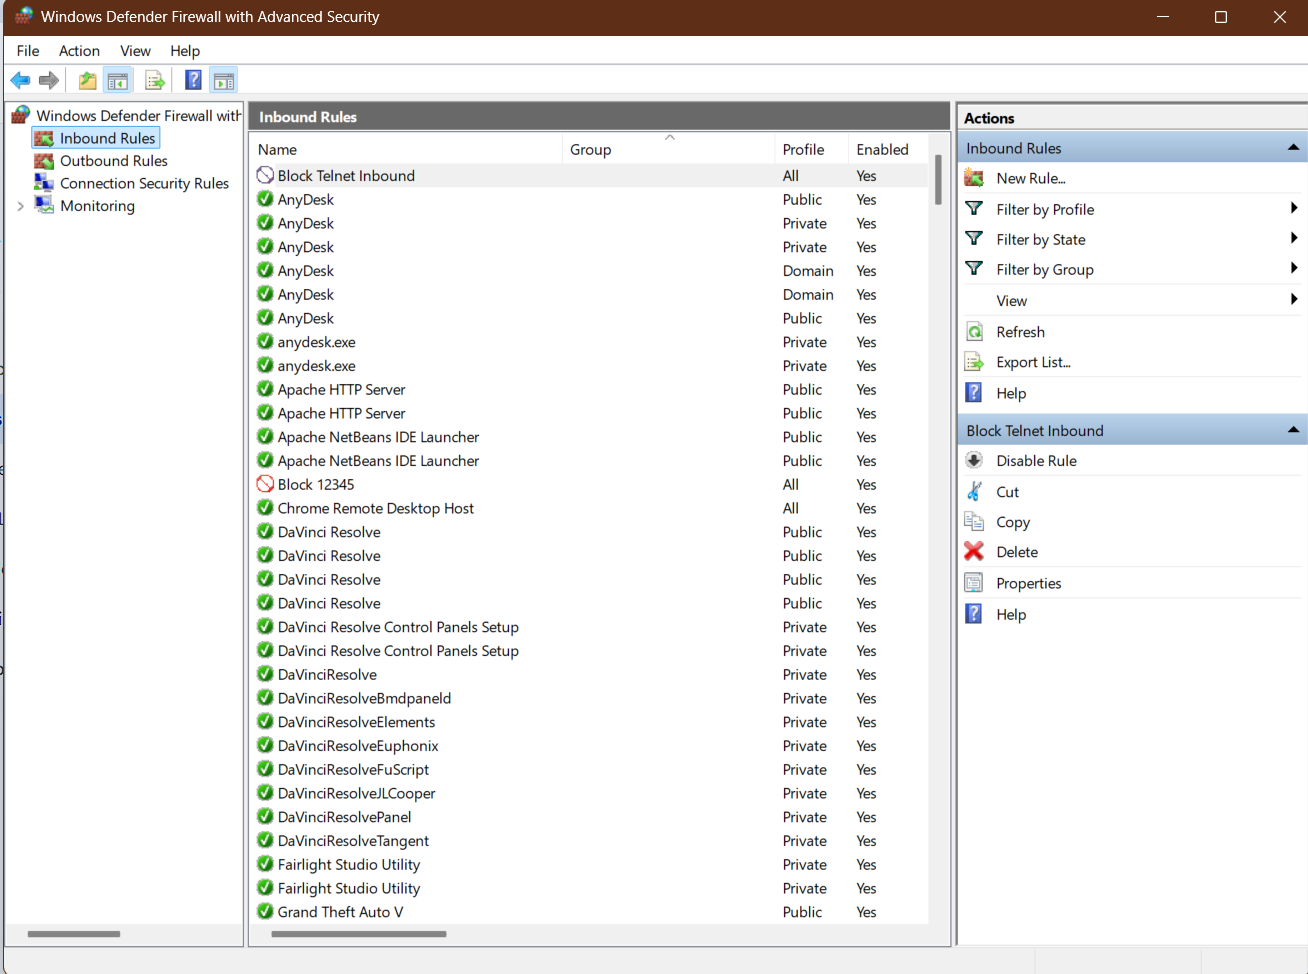 Windows Defender Firewall with Advanced Security
File Action View Help
Windows Defender Firewall with
Inbound Rules
Outbound Rules
Connection Security Rules
Monitoring
Inbound Rules
Name Group Profile Enabled
Block Telnet Inbound All Yes
AnyDesk Public Yes
AnyDesk Private Yes
AnyDesk Private Yes
AnyDesk Domain Yes
AnyDesk Domain Yes
AnyDesk Public Yes
anydesk.exe Private Yes
anydesk.exe Private Yes
Apache HTTP Server Public Yes
Apache HTTP Server Public Yes
Apache NetBeans IDE Launcher Public Yes
Apache NetBeans IDE Launcher Public Yes
Block 12345 All Yes
Chrome Remote Desktop Host All Yes
DaVinci Resolve Public Yes
DaVinci Resolve Public Yes
DaVinci Resolve Public Yes
DaVinci Resolve Public Yes
DaVinci Resolve Control Panels Setup Private Yes
DaVinci Resolve Control Panels Setup Private Yes
DaVinciResolve Private Yes
DaVinciResolveBmdpaneld Private Yes
DaVinciResolveElements Private Yes
DaVinciResolveEuphonix Private Yes
DaVinciResolveFuScript Private Yes
DaVinciResolveJLCooper Private Yes
DaVinciResolvePanel Private Yes
DaVinciResolveTangent Private Yes
Fairlight Studio Utility Private Yes
Fairlight Studio Utility Private Yes
Grand Theft Auto V Public Yes
Actions
Inbound Rules
New Rule...
Filter by Profile
Filter by State
Filter by Group
View
Refresh
Export List...
Help
Block Telnet Inbound
Disable Rule
Cut
Copy
Delete
Properties
Help